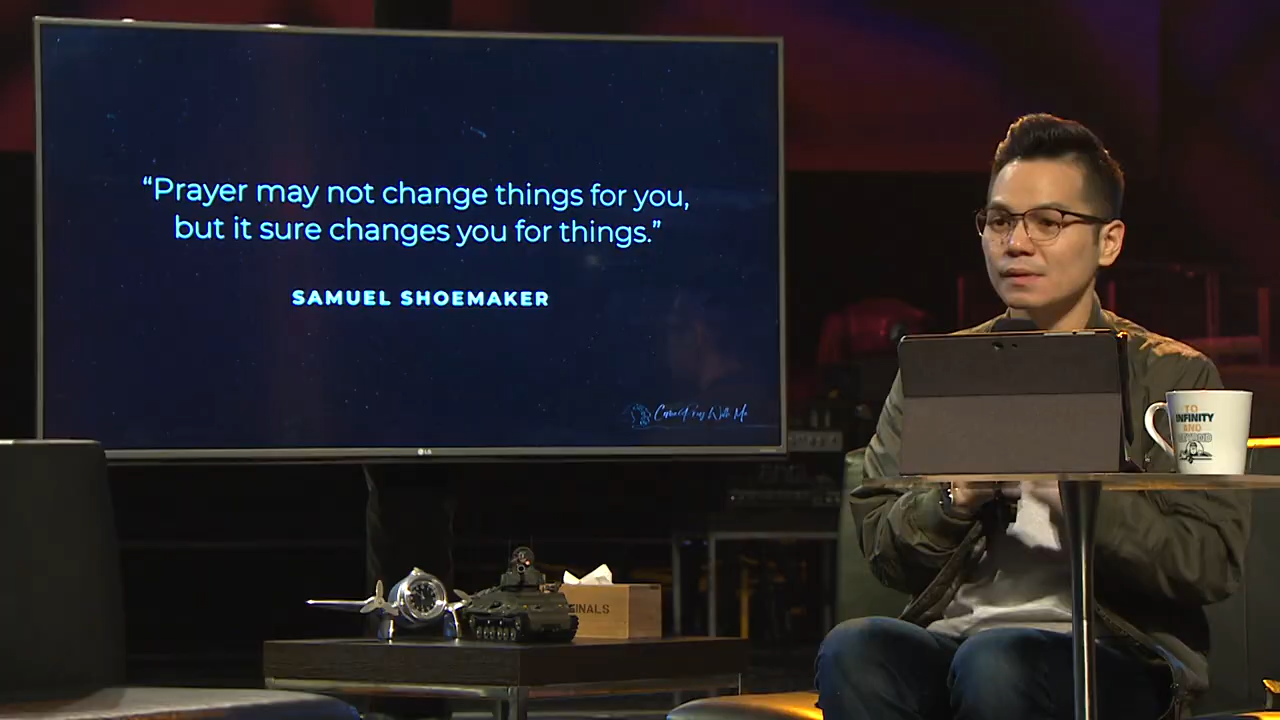 “Prayer may not change things for you,
but it sure changes you for things.”
SAMUEL SHOEMAKER
LG
INALS
TO
INFINITY
AND
BEYOND